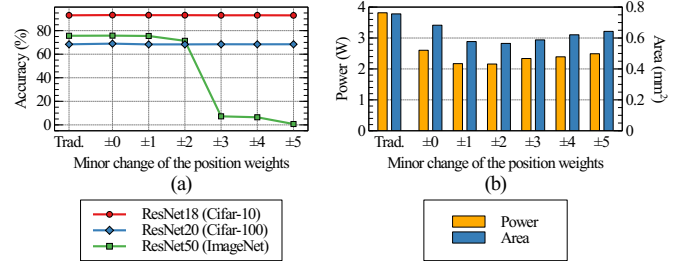 80
60
40
20
0
Accuracy (%)
Trad. ±0 ±1 ±2 ±3 ±4 ±5
Minor change of the position weights
(a)
ResNet18 (Cifar-10)
ResNet20 (Cifar-100)
ResNet50 (ImageNet)
4
3
2
1
0
Power (W)
0.8
0.6
0.4
0.2
0
Area (mm²)
Trad. ±0 ±1 ±2 ±3 ±4 ±5
Minor change of the position weights
(b)
Power
Area